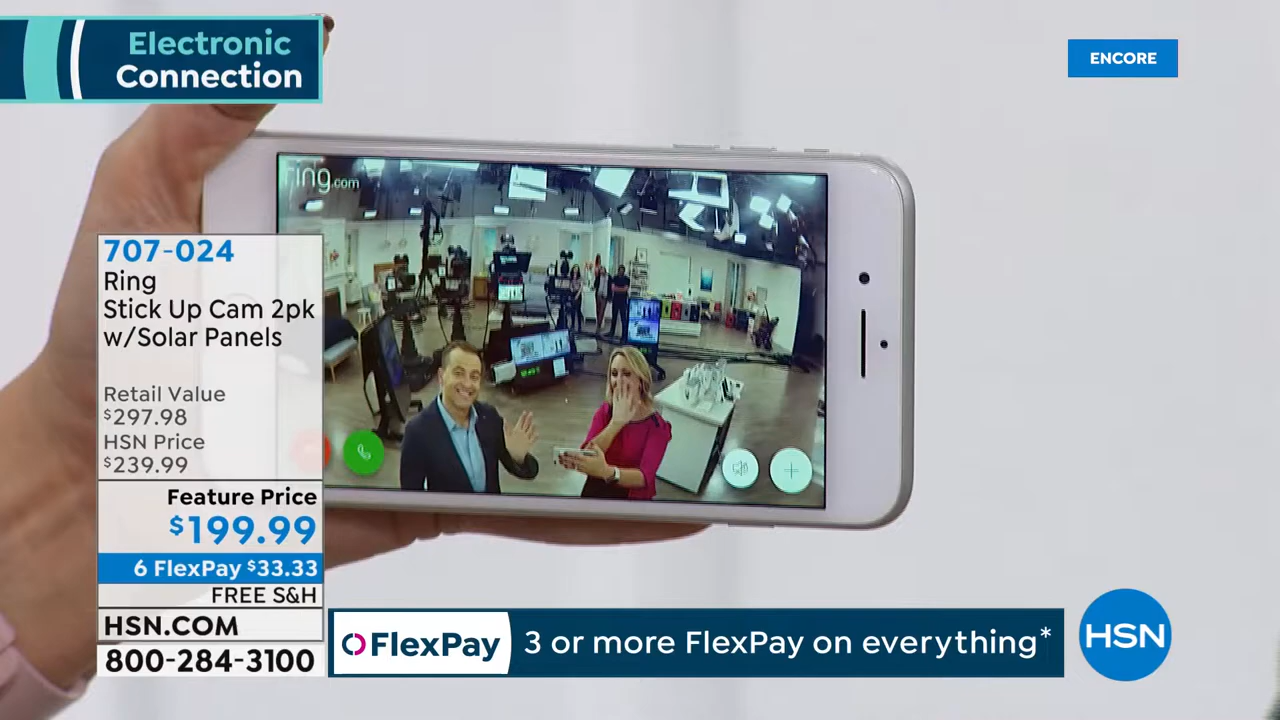 Electronic
Connection
ENCORE
ring.com
707-024
Ring
Stick Up Cam 2pk
w/Solar Panels
Retail Value
$297.98
HSN Price
$239.99
Feature Price
$199.99
6 FlexPay $33.33
FREE S&H
HSN.COM
800-284-3100
FlexPay
3 or more FlexPay on everything*
HSN